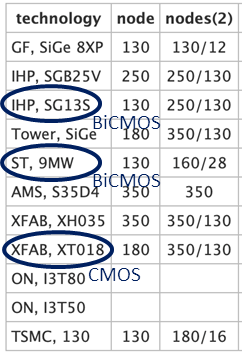 technology node nodes(2)
GF, SiGe 8XP 130 130/12
IHP, SGB25V 250 250/130
IHP, SG13S 130 250/130
BiCMOS
Tower, SiGe 180 350/130
ST, 9MW 130 160/28
BiCMOS
AMS, S35D4 350 350
XFAB, XH035 350 350/130
XFAB, XT018 180 350/130
CMOS
ON, I3T80
ON, I3T50
TSMC, 130 130 180/16